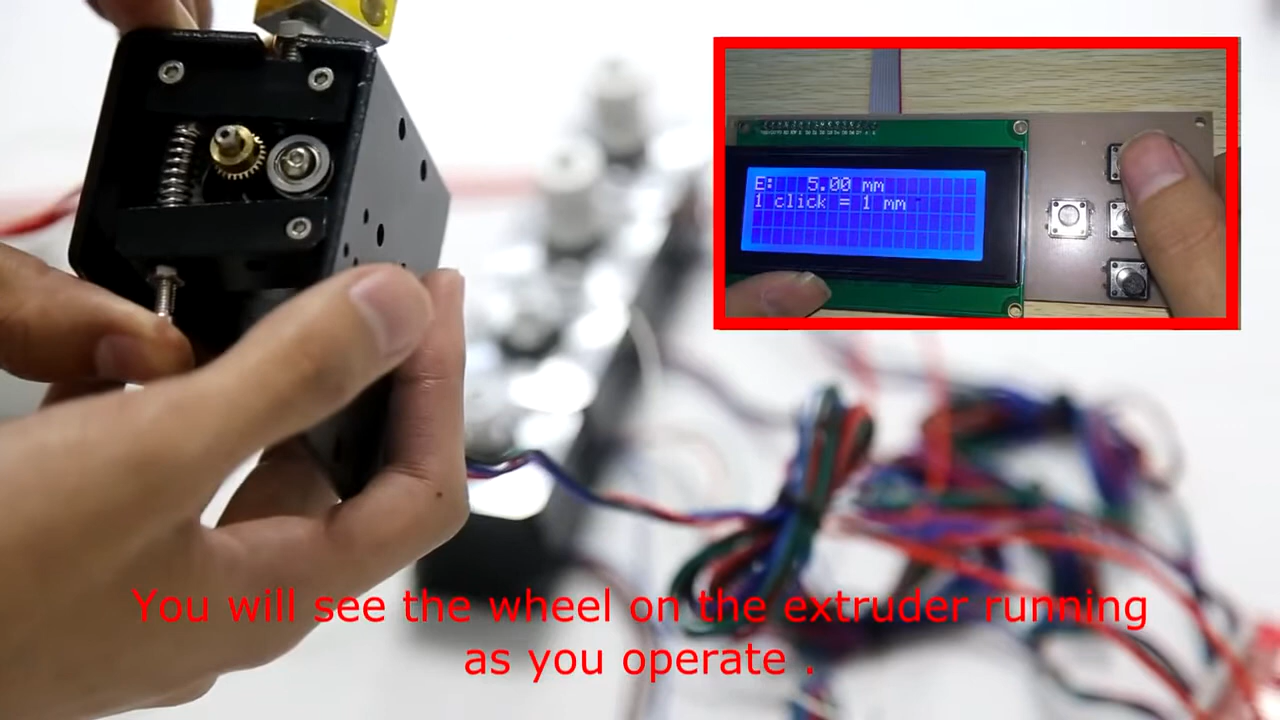 E:   5.00 mm
1 click = 1 mm
You will see the wheel on the extruder running
as you operate .